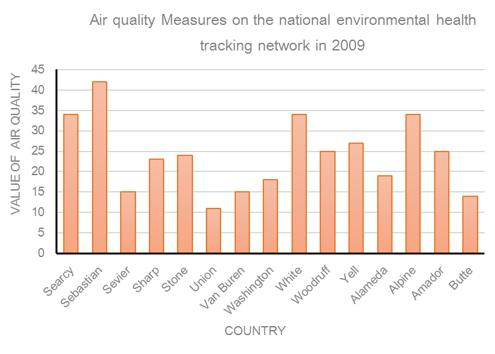 Air quality Measures on the national environmental health
tracking network in 2009
VALUE OF AIR QUALITY
45
40
35
30
25
20
15
10
5
0
Searcy
Sebastian
Sevier
Sharp
Stone
Union
Van Buren
Washington
White
Woodruff
Yell
Alameda
Alpine
Amador
Butte
COUNTRY